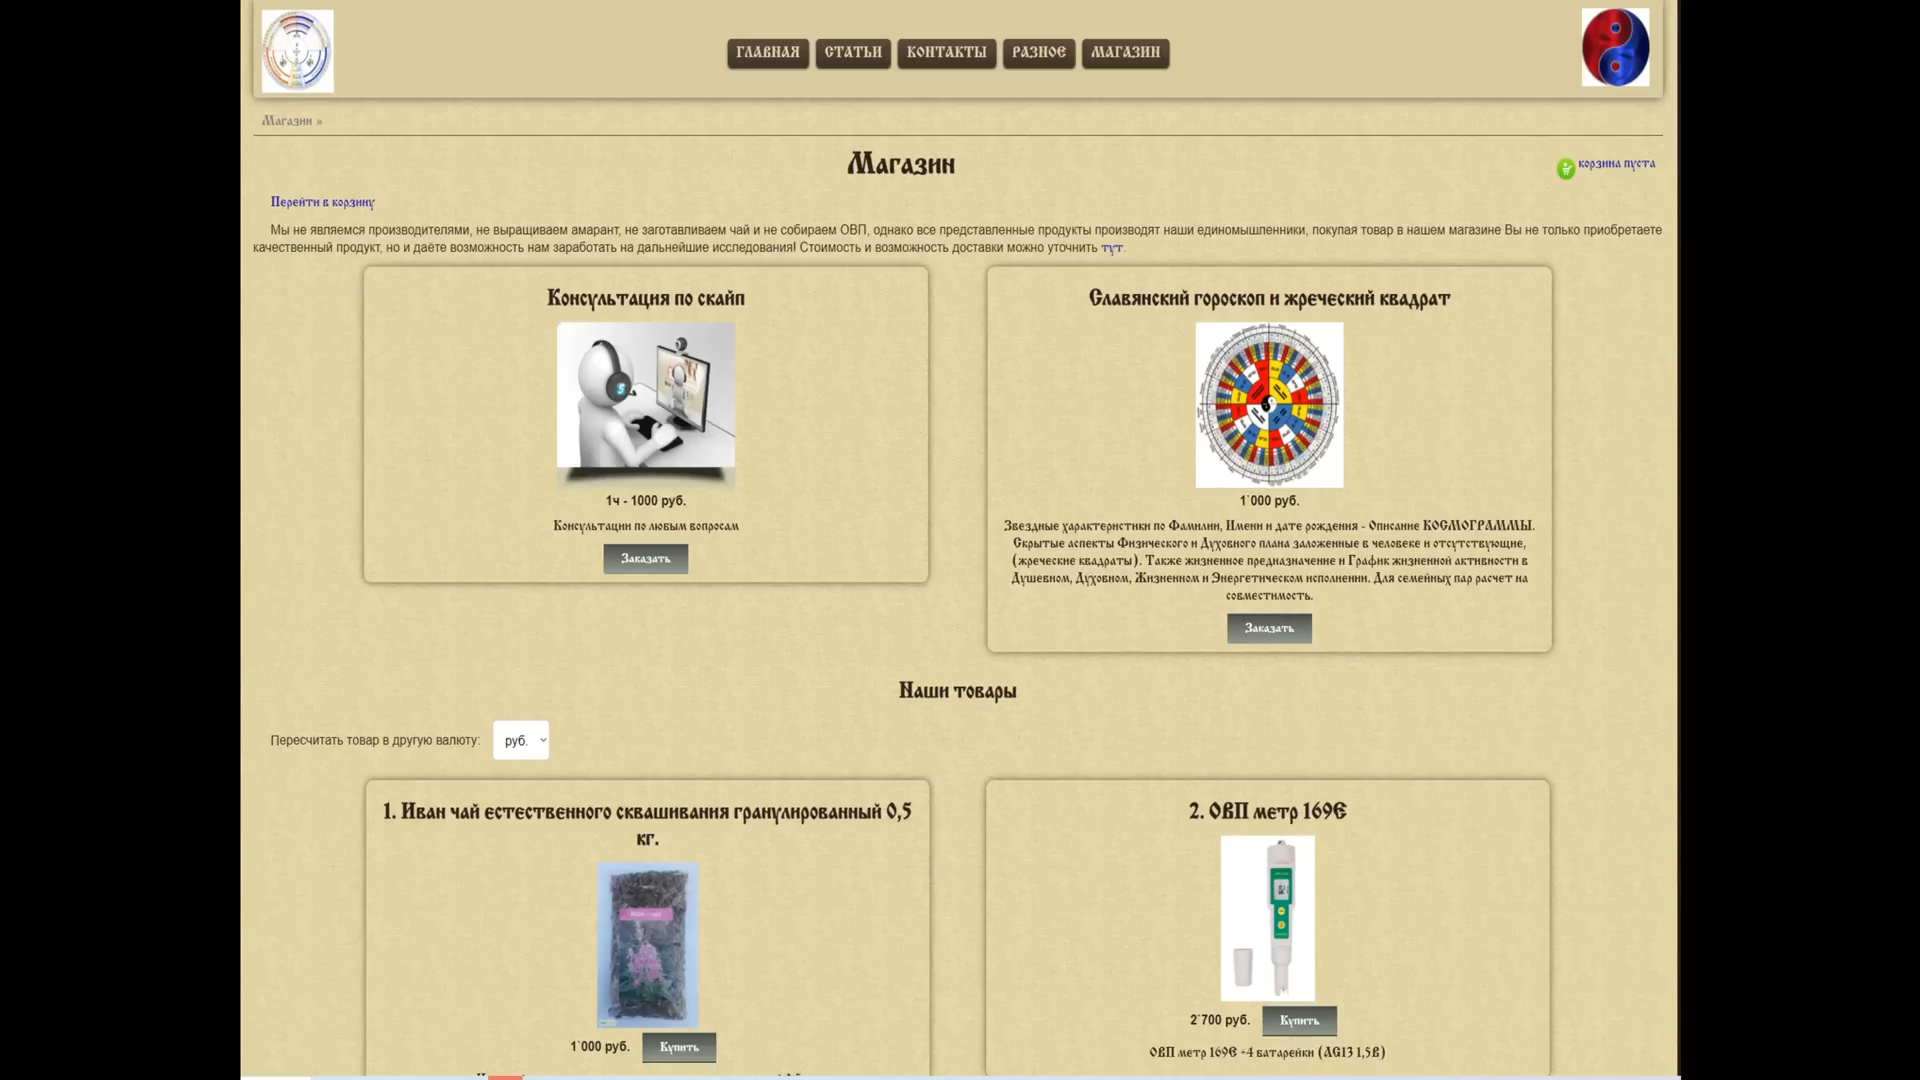 ГЛАВНАЯ СТАТЬИ КОНТАКТЫ РАЗНОЕ МАГАЗИН
Магазин »
Магазин
корзина пуста
Перейти в корзину
Мы не являемся производителями, не выращиваем амарант, не заготавливаем чай и не собираем ОВП, однако все представленные продукты производят наши единомышленники, покупая товар в нашем магазине Вы не только приобретаете
качественный продукт, но и даёте возможность нам заработать на дальнейшие исследования! Стоимость и возможность доставки можно уточнить тут.
Консультация по скайп
1ч - 1000 руб.
Консультации по любым вопросам
Заказать
Славянский гороскоп и жреческий квадрат
1`000 руб.
Звездные характеристики по Фамилии, Имени и дате рождения - Описание КОСМОГРАММЫ.
Скрытые аспекты Физического и Духовного плана заложенные в человеке и отсутствующие,
(жреческие квадраты). Также жизненное предназначение и График жизненной активности в
Душевном, Духовном, Жизненном и Энергетическом исполнении. Для семейных пар расчет на
совместимость.
Заказать
Наши товары
Пересчитать товар в другую валюту: руб.
1. Иван чай естественного сквашивания гранулированный 0,5
кг.
1`000 руб. Купить
2. ОВП метр 169Е
2`700 руб. Купить
ОВП метр 169Е +4 батарейки (AG13 1,5В)